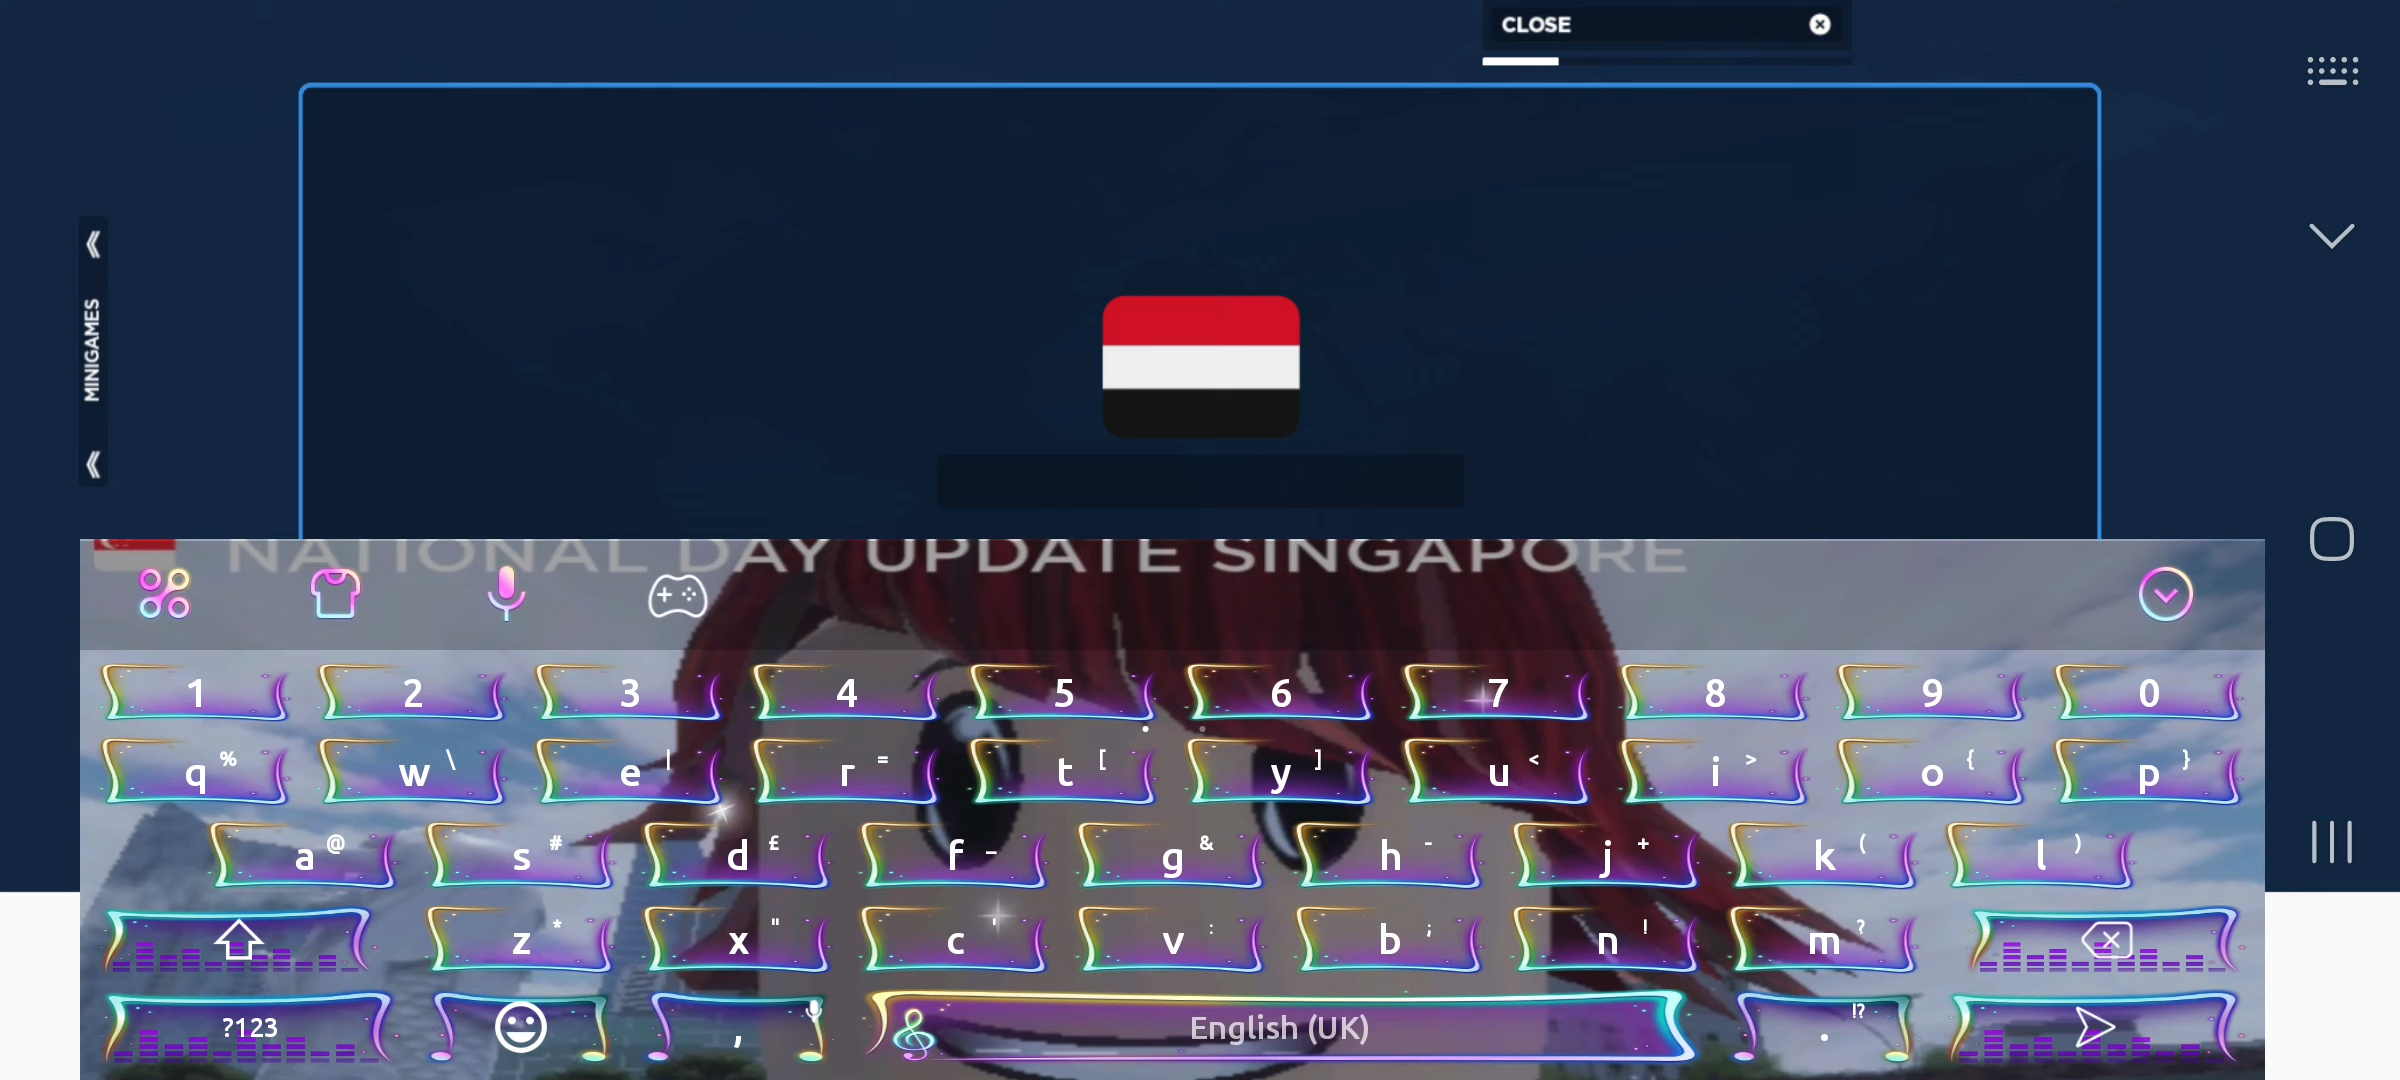 CLOSE
MINIGAMES
NATIONAL DAY UPDATE SINGAPORE
1 2 3 4 5 6 7 8 9 0
q % w \ e | r = t [ y ] u < i > o { p }
a @ s # d £ f _ g & h - j + k ( l )
z * x " c ' v : b ; n ! m ?
?123 , English (UK) . !?